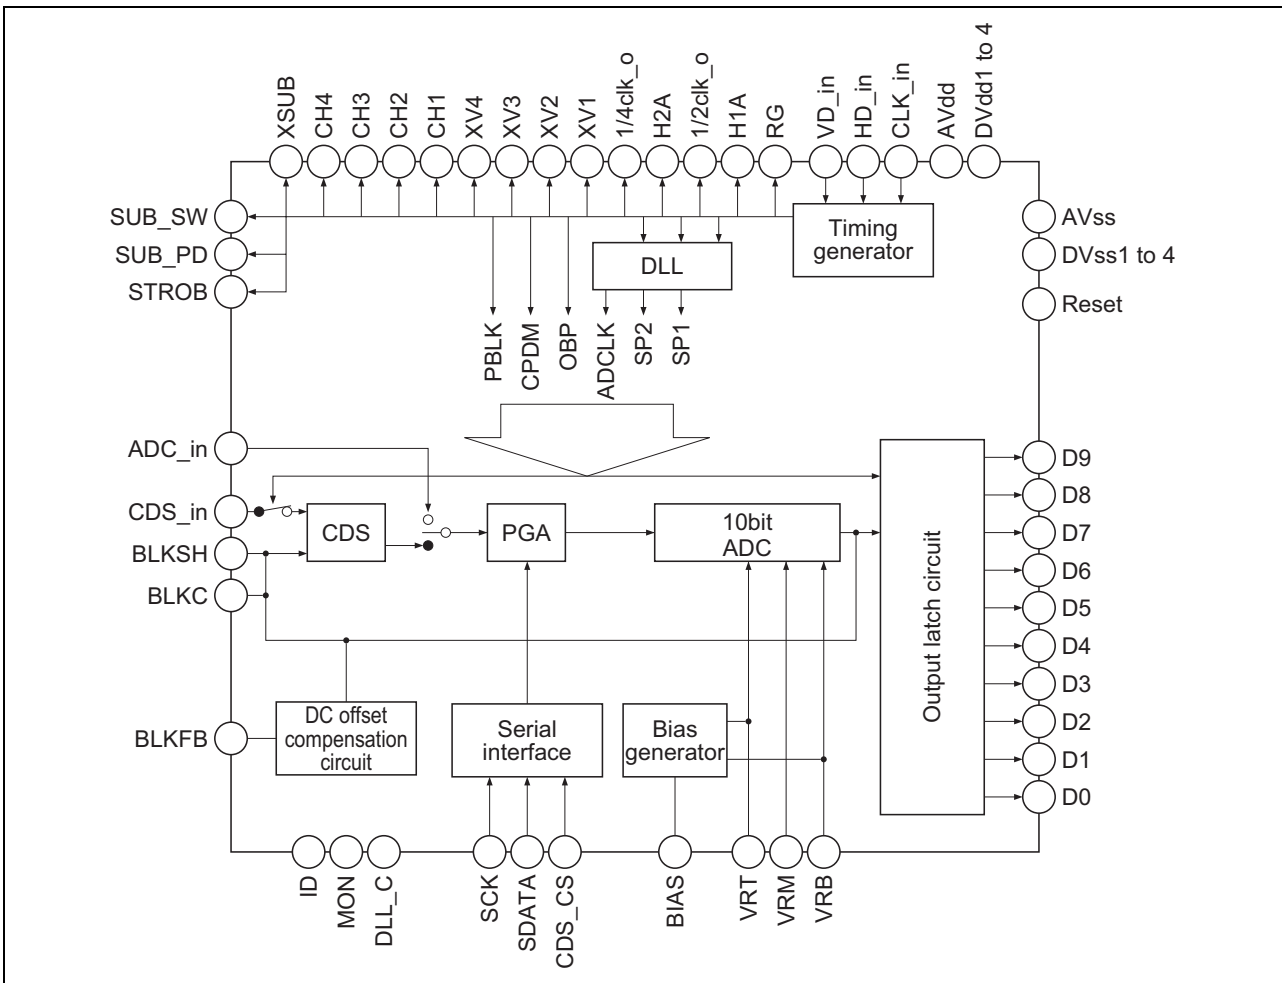 XSUB
CH4
CH3
CH2
CH1
XV4
XV3
XV2
XV1
1/4clk_o
H2A
1/2clk_o
H1A
RG
VD_in
HD_in
CLK_in
AVdd
DVdd1 to 4
SUB_SW
SUB_PD
STROB
Timing
generator
AVss
DVss1 to 4
Reset
DLL
PBLK
CPDM
OBP
ADCLK
SP2
SP1
ADC_in
CDS_in
BLKSH
BLKC
BLKFB
CDS
PGA
10bit
ADC
Output latch circuit
D9
D8
D7
D6
D5
D4
D3
D2
D1
D0
DC offset
compensation
circuit
Serial
interface
Bias
generator
ID
MON
DLL_C
SCK
SDATA
CDS_CS
BIAS
VRT
VRM
VRB